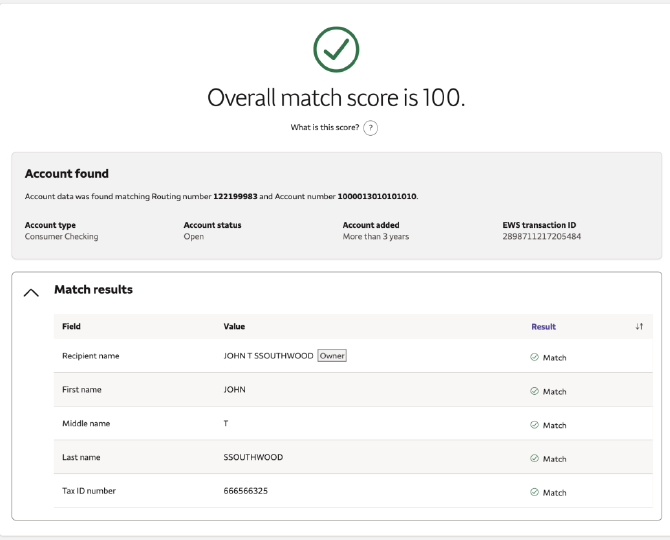 Overall match score is 100.
What is this score? ?
Account found
Account data was found matching Routing number 122199983 and Account number 1000013010101010.
Account type Account status Account added EWS transaction ID
Consumer Checking Open More than 3 years 2898711217205484
Match results
Field Value Result
Recipient name JOHN T SSOUTHWOOD Owner Match
First name JOHN Match
Middle name T Match
Last name SSOUTHWOOD Match
Tax ID number 666566325 Match